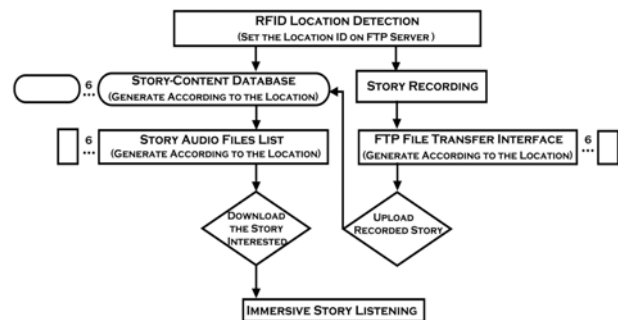 RFID Location Detection
(Set the Location ID on FTP Server )
6
...
Story-Content Database
(Generate According to the Location)
Story Recording
6
...
Story Audio Files List
(Generate According to the Location)
FTP File Transfer Interface
(Generate According to the Location)
6
...
Download
the Story
Interested
Upload
Recorded Story
Immersive Story Listening